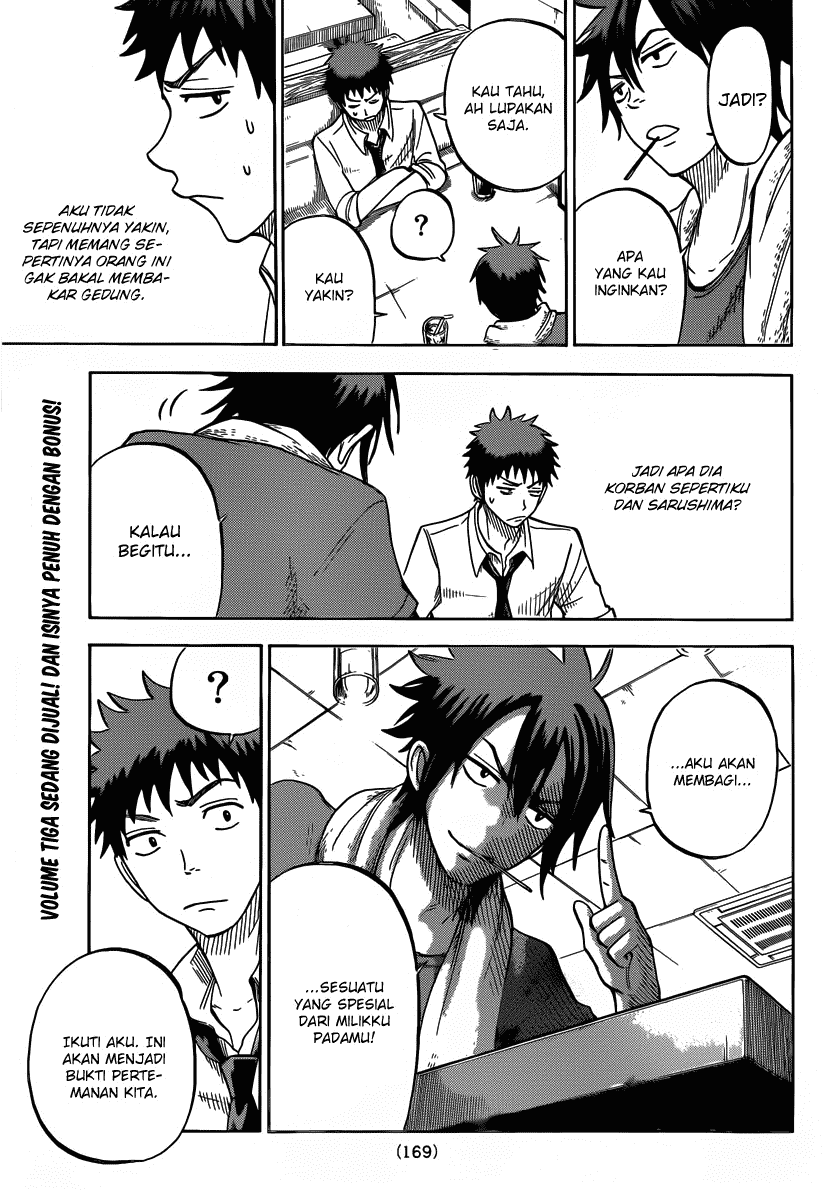 JADI?
APA
YANG KAU
INGINKAN?
KAU TAHU,
AH LUPAKAN
SAJA.
?
KAU
YAKIN?
AKU TIDAK
SEPENUHNYA YAKIN,
TAPI MEMANG SE-
PERTINYA ORANG INI
GAK BAKAL MEMBA-
KAR GEDUNG.
JADI APA DIA
KORBAN SEPERTIKU
DAN SARUSHIMA?
KALAU
BEGITU...
...AKU AKAN
MEMBAGI...
...SESUATU
YANG SPESIAL
DARI MILIKKU
PADAMU!
?
IKUTI AKU. INI
AKAN MENJADI
BUKTI PERTE-
MANAN KITA.
VOLUME TIGA SEDANG DIJUAL! DAN ISINYA PENUH DENGAN BONUS!
(169)